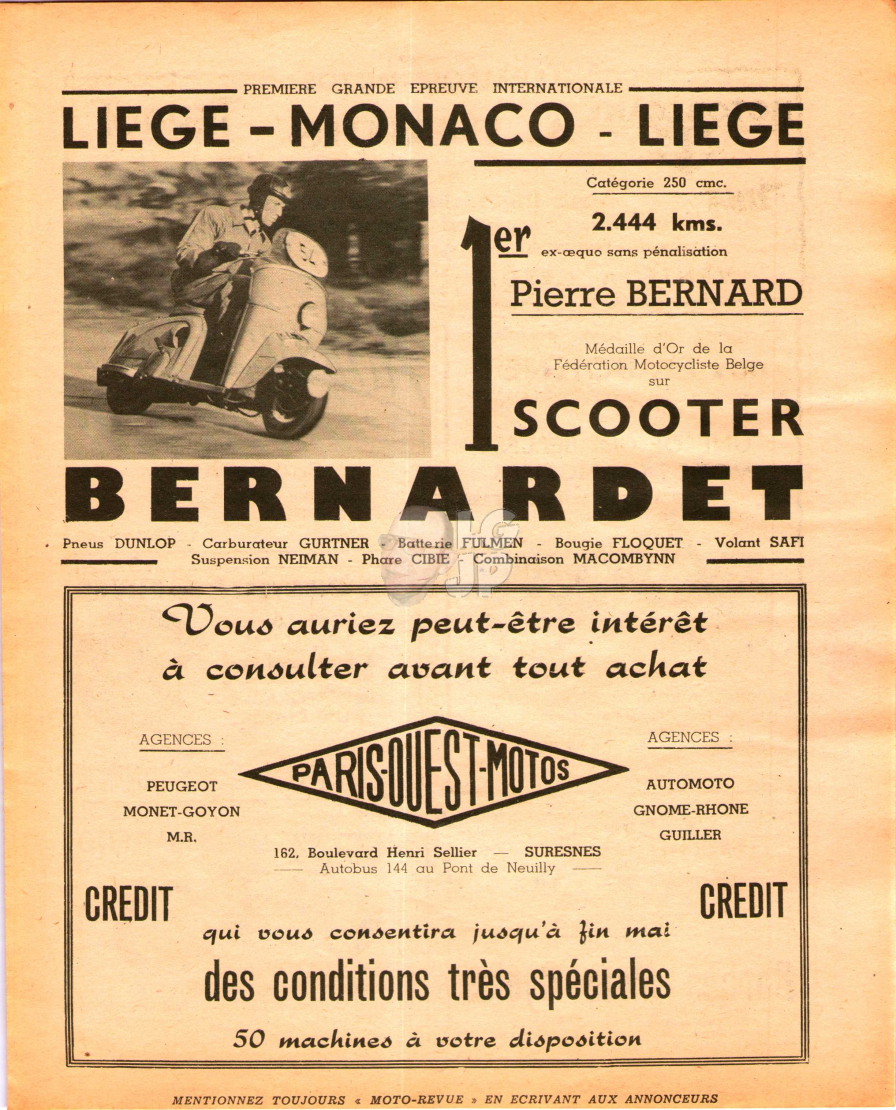 PREMIERE GRANDE EPREUVE INTERNATIONALE
LIEGE - MONACO - LIEGE
Catégorie 250 cmc.
1er
2.444 kms.
ex-æquo sans pénalisation
Pierre BERNARD
Médaille d'Or de la
Fédération Motocycliste Belge
sur
SCOOTER
BERNARDET
Pneus DUNLOP - Carburateur GURTNER - Batterie FULMEN - Bougie FLOQUET - Volant SAFI
Suspension NEIMAN - Phare CIBIE - Combinaison MACOMBYNN
Vous auriez peut-être intérêt
à consulter avant tout achat
AGENCES :
PEUGEOT
MONET-GOYON
M.R.
PARIS-OUEST-MOTOS
AGENCES :
AUTOMOTO
GNOME-RHONE
GUILLER
162, Boulevard Henri Sellier — SURESNES
Autobus 144 au Pont de Neuilly
CREDIT
CREDIT
qui vous consentira jusqu'à fin mai
des conditions très spéciales
50 machines à votre disposition
MENTIONNEZ TOUJOURS « MOTO-REVUE » EN ECRIVANT AUX ANNONCEURS